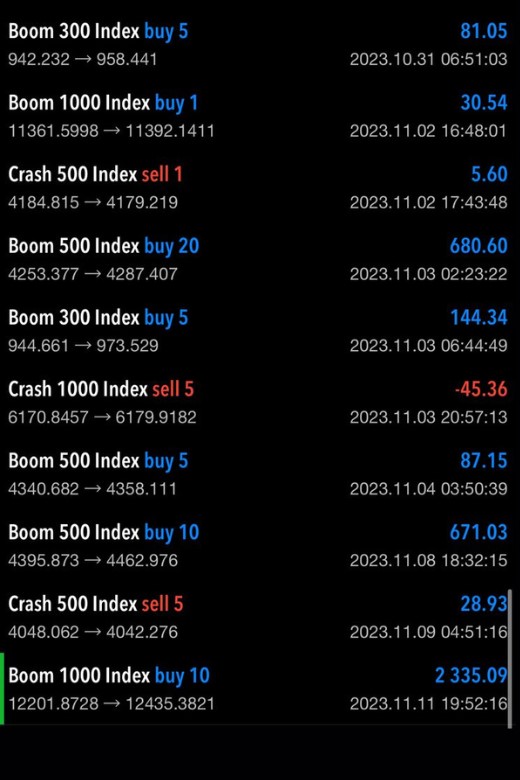 Boom 300 Index buy 5 81.05
942.232 → 958.441 2023.10.31 06:51:03
Boom 1000 Index buy 1 30.54
11361.5998 → 11392.1411 2023.11.02 16:48:01
Crash 500 Index sell 1 5.60
4184.815 → 4179.219 2023.11.02 17:43:48
Boom 500 Index buy 20 680.60
4253.377 → 4287.407 2023.11.03 02:23:22
Boom 300 Index buy 5 144.34
944.661 → 973.529 2023.11.03 06:44:49
Crash 1000 Index sell 5 -45.36
6170.8457 → 6179.9182 2023.11.03 20:57:13
Boom 500 Index buy 5 87.15
4340.682 → 4358.111 2023.11.04 03:50:39
Boom 500 Index buy 10 671.03
4395.873 → 4462.976 2023.11.08 18:32:15
Crash 500 Index sell 5 28.93
4048.062 → 4042.276 2023.11.09 04:51:16
Boom 1000 Index buy 10 2 335.09
12201.8728 → 12435.3821 2023.11.11 19:52:16